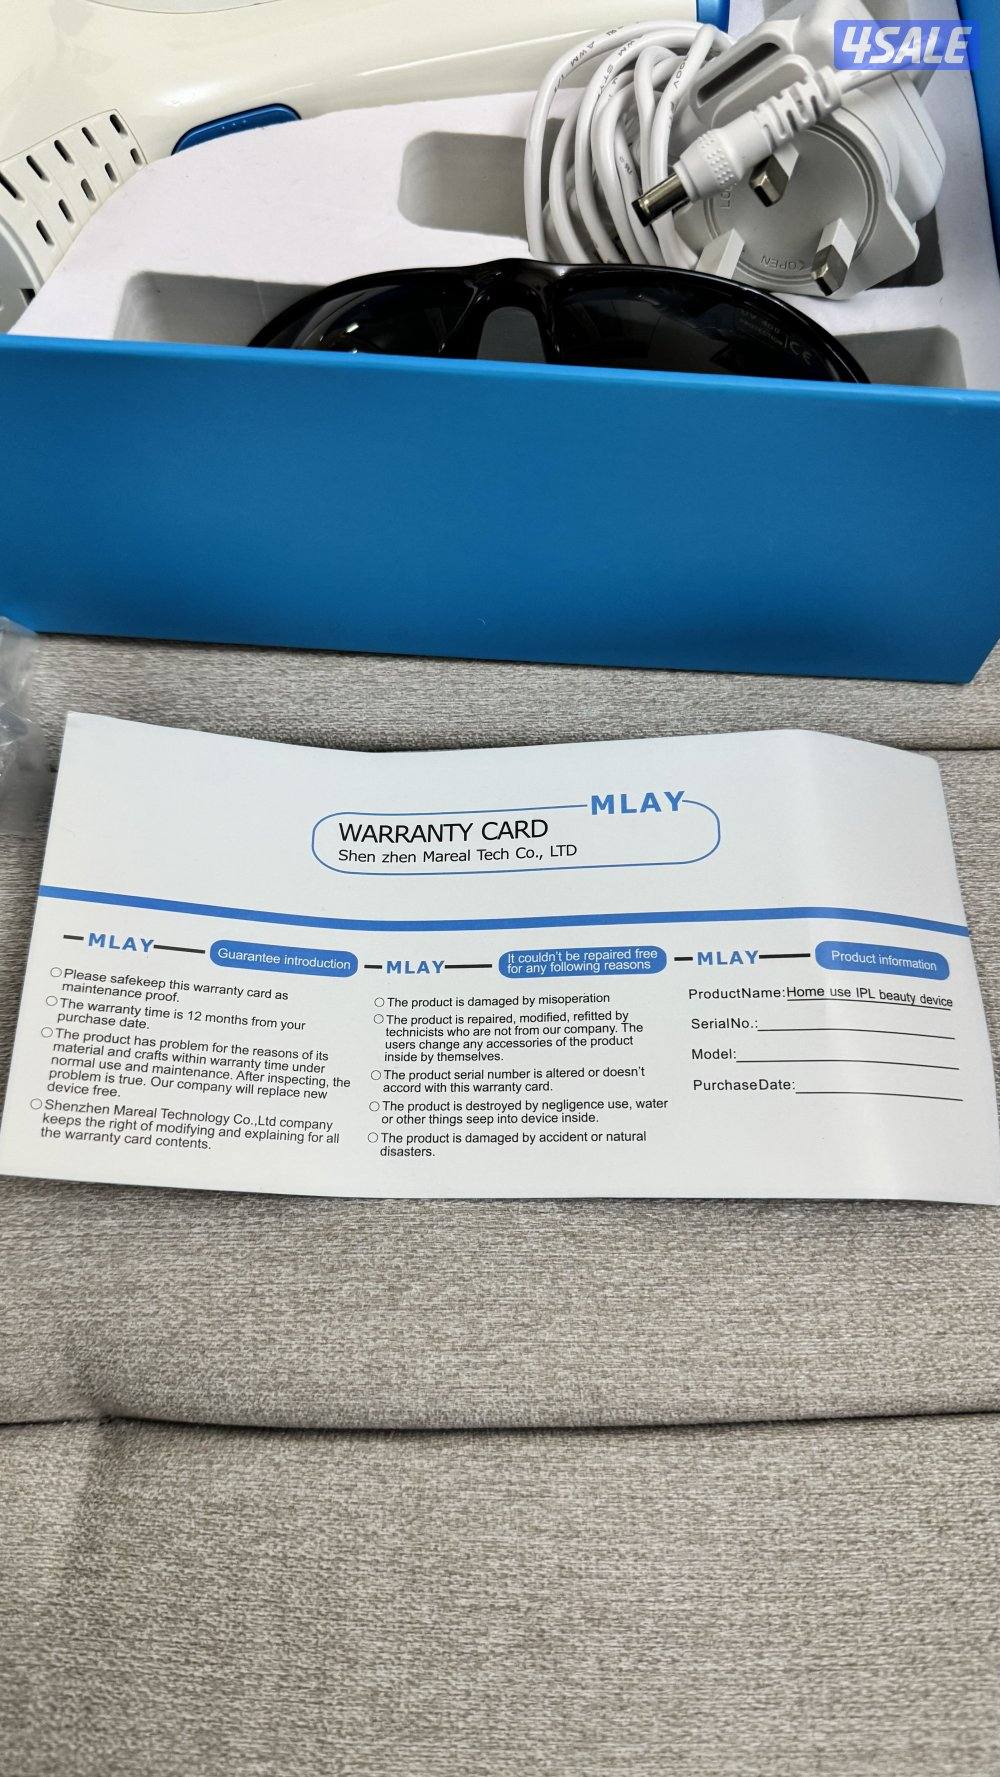 4SALE
OPEN
CE
MLAY
WARRANTY CARD
Shen zhen Mareal Tech Co., LTD
MLAY
Guarantee introduction
○ Please safekeep this warranty card as
maintenance proof.
○ The warranty time is 12 months from your
purchase date.
○ The product has problem for the reasons of its
material and crafts within warranty time under
normal use and maintenance. After inspecting, the
problem is true. Our company will replace new
device free.
○ Shenzhen Mareal Technology Co.,Ltd company
keeps the right of modifying and explaining for all
the warranty card contents.
MLAY
It couldn't be repaired free
for any following reasons
○ The product is damaged by misoperation
○ The product is repaired, modified, refitted by
technicists who are not from our company. The
users change any accessories of the product
inside by themselves.
○ The product serial number is altered or doesn't
accord with this warranty card.
○ The product is destroyed by negligence use, water
or other things seep into device inside.
○ The product is damaged by accident or natural
disasters.
MLAY
Product information
ProductName:Home use IPL beauty device
SerialNo.:
Model:
PurchaseDate: